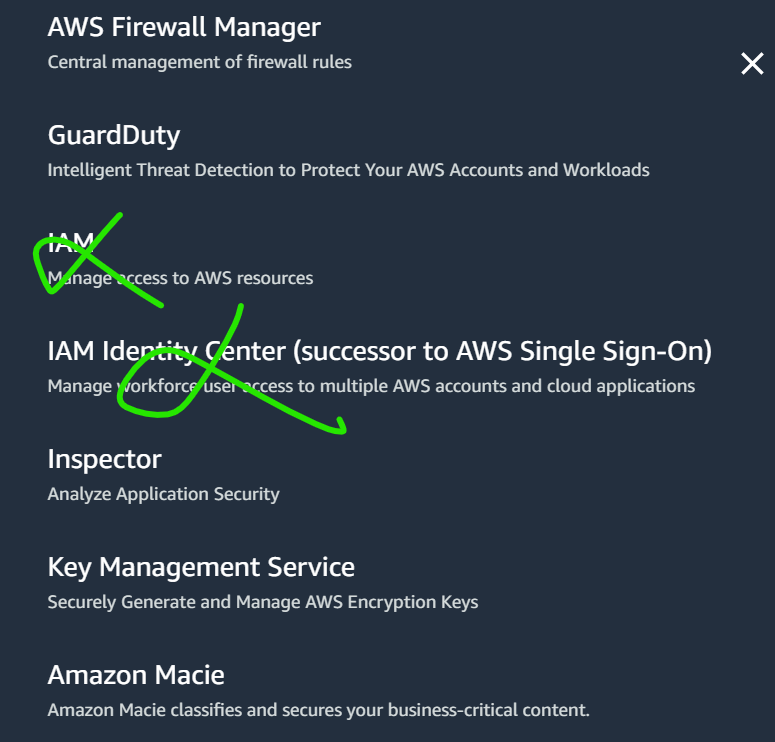 AWS Firewall Manager
Central management of firewall rules
GuardDuty
Intelligent Threat Detection to Protect Your AWS Accounts and Workloads
IAM
Manage access to AWS resources
IAM Identity Center (successor to AWS Single Sign-On)
Manage workforce user access to multiple AWS accounts and cloud applications
Inspector
Analyze Application Security
Key Management Service
Securely Generate and Manage AWS Encryption Keys
Amazon Macie
Amazon Macie classifies and secures your business-critical content.